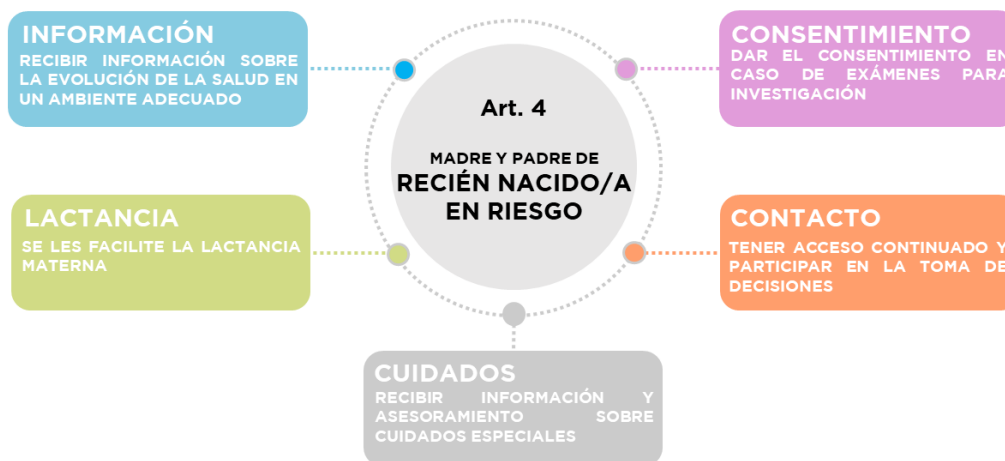 INFORMACIÓN
RECIBIR INFORMACIÓN SOBRE
LA EVOLUCIÓN DE LA SALUD EN
UN AMBIENTE ADECUADO
CONSENTIMIENTO
DAR EL CONSENTIMIENTO EN
CASO DE EXÁMENES PARA
INVESTIGACIÓN
Art. 4
MADRE Y PADRE DE
RECIÉN NACIDO/A
EN RIESGO
LACTANCIA
SE LES FACILITE LA LACTANCIA
MATERNA
CONTACTO
TENER ACCESO CONTINUADO Y
PARTICIPAR EN LA TOMA DE
DECISIONES
CUIDADOS
RECIBIR INFORMACIÓN Y
ASESORAMIENTO SOBRE
CUIDADOS ESPECIALES